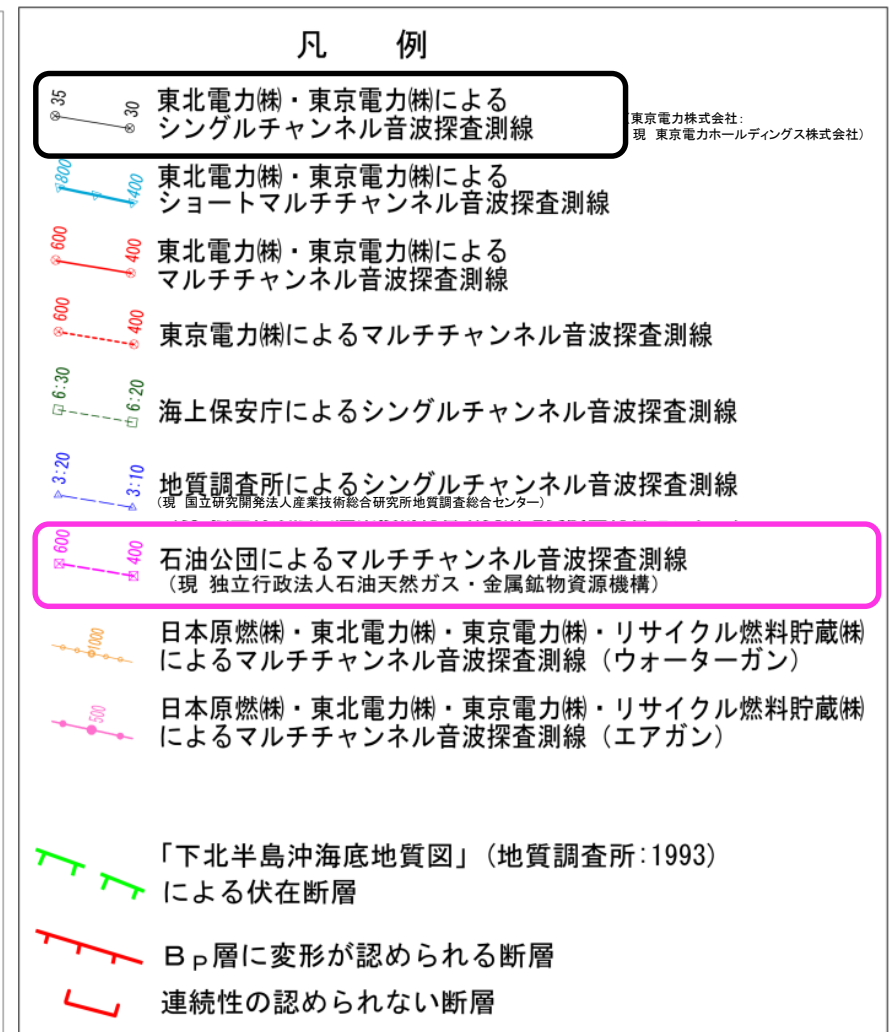 凡 例
35 30
東北電力㈱・東京電力㈱による
シングルチャンネル音波探査測線
(東京電力株式会社:
現 東京電力ホールディングス株式会社)
800 400
東北電力㈱・東京電力㈱による
ショートマルチチャンネル音波探査測線
600 400
東北電力㈱・東京電力㈱による
マルチチャンネル音波探査測線
600 400
東京電力㈱によるマルチチャンネル音波探査測線
6:30 6:20
海上保安庁によるシングルチャンネル音波探査測線
3:20 3:10
地質調査所によるシングルチャンネル音波探査測線
(現 国立研究開発法人産業技術総合研究所地質調査総合センター)
600 400
石油公団によるマルチチャンネル音波探査測線
(現 独立行政法人石油天然ガス・金属鉱物資源機構)
1000
日本原燃㈱・東北電力㈱・東京電力㈱・リサイクル燃料貯蔵㈱
によるマルチチャンネル音波探査測線(ウォーターガン)
500
日本原燃㈱・東北電力㈱・東京電力㈱・リサイクル燃料貯蔵㈱
によるマルチチャンネル音波探査測線(エアガン)
「下北半島沖海底地質図」(地質調査所:1993)
による伏在断層
BP層に変形が認められる断層
連続性の認められない断層